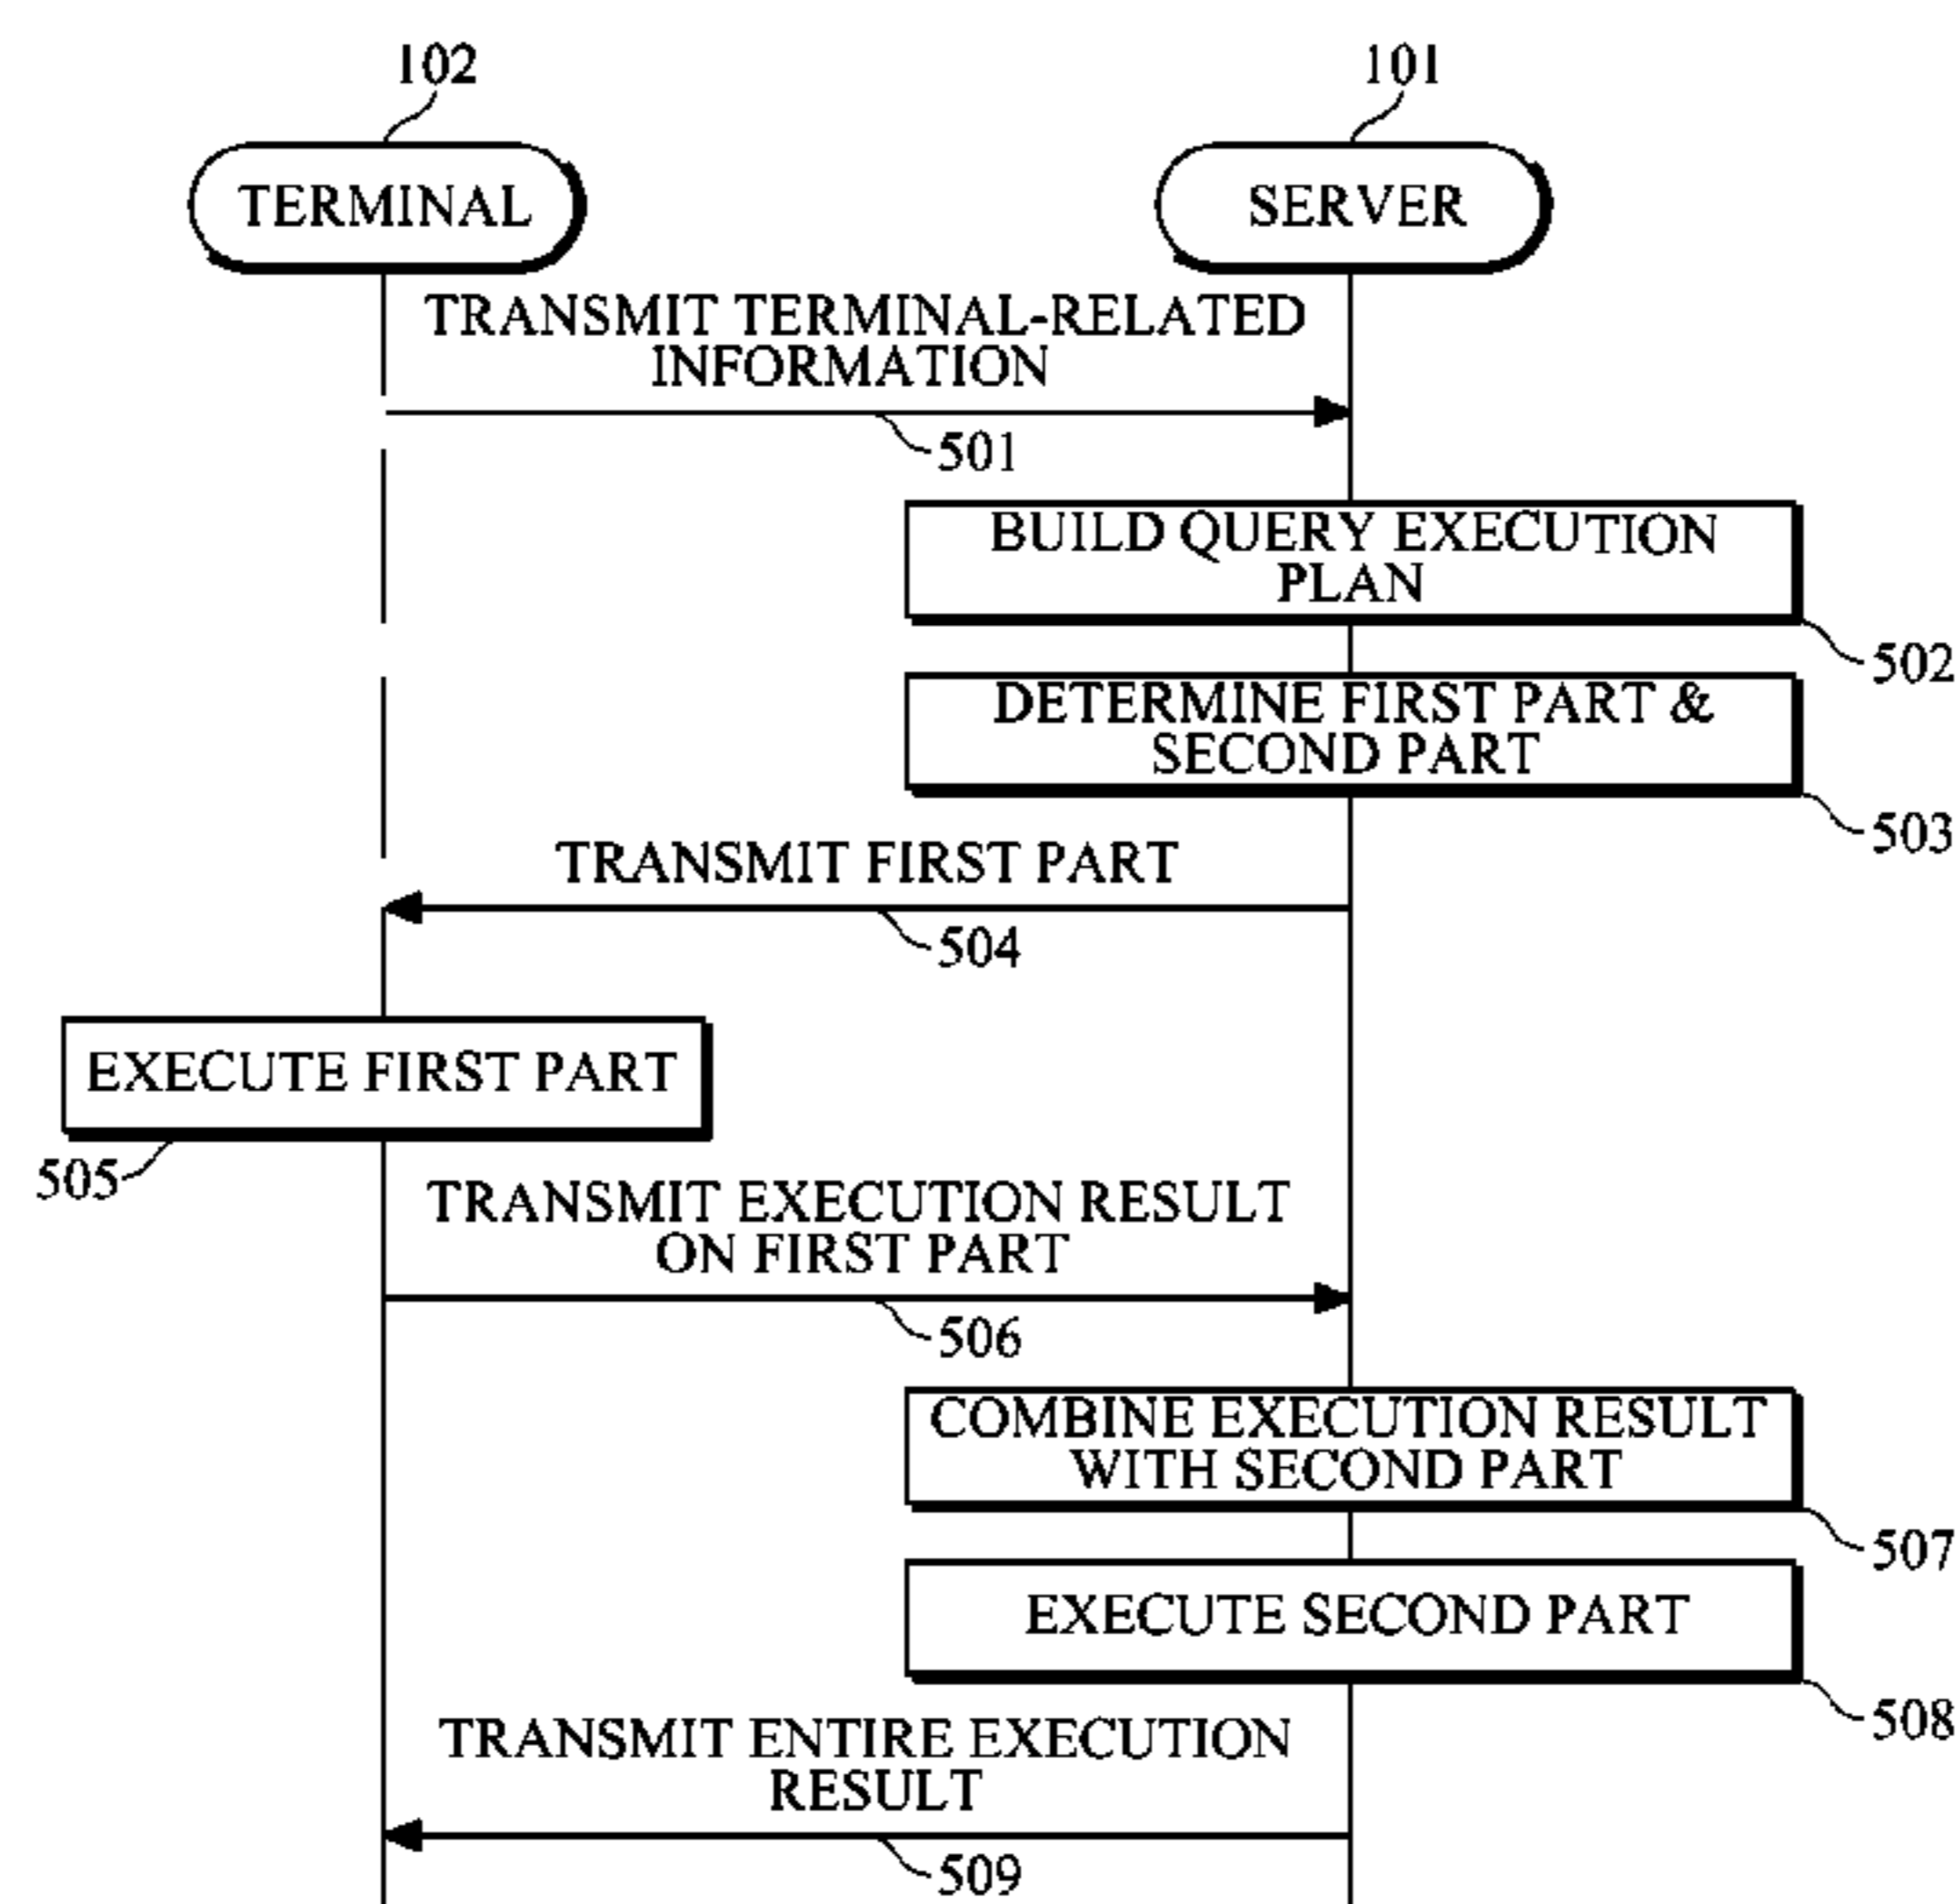 102
101
TERMINAL
SERVER
TRANSMIT TERMINAL-RELATED
INFORMATION
501
BUILD QUERY EXECUTION
PLAN
502
DETERMINE FIRST PART &
SECOND PART
503
TRANSMIT FIRST PART
504
EXECUTE FIRST PART
505
TRANSMIT EXECUTION RESULT
ON FIRST PART
506
COMBINE EXECUTION RESULT
WITH SECOND PART
507
EXECUTE SECOND PART
508
TRANSMIT ENTIRE EXECUTION
RESULT
509